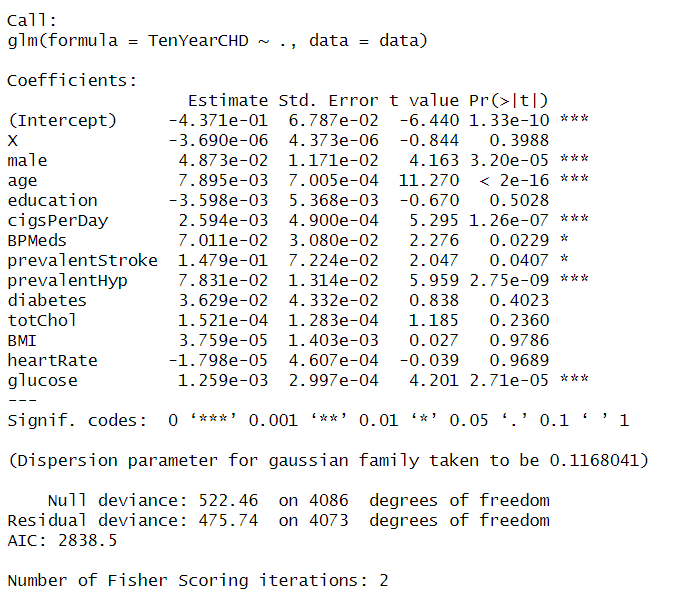 Call:
glm(formula = TenYearCHD ~ ., data = data)
Coefficients:
Estimate Std. Error t value Pr(>|t|)
(Intercept) -4.371e-01 6.787e-02 -6.440 1.33e-10 ***
X -3.690e-06 4.373e-06 -0.844 0.3988
male 4.873e-02 1.171e-02 4.163 3.20e-05 ***
age 7.895e-03 7.005e-04 11.270 < 2e-16 ***
education -3.598e-03 5.368e-03 -0.670 0.5028
cigsPerDay 2.594e-03 4.900e-04 5.295 1.26e-07 ***
BPMeds 7.011e-02 3.080e-02 2.276 0.0229 *
prevalentStroke 1.479e-01 7.224e-02 2.047 0.0407 *
prevalentHyp 7.831e-02 1.314e-02 5.959 2.75e-09 ***
diabetes 3.629e-02 4.332e-02 0.838 0.4023
totChol 1.521e-04 1.283e-04 1.185 0.2360
BMI 3.759e-05 1.403e-03 0.027 0.9786
heartRate -1.798e-05 4.607e-04 -0.039 0.9689
glucose 1.259e-03 2.997e-04 4.201 2.71e-05 ***
---
Signif. codes: 0 ‘***’ 0.001 ‘**’ 0.01 ‘*’ 0.05 ‘.’ 0.1 ‘ ’ 1
(Dispersion parameter for gaussian family taken to be 0.1168041)
Null deviance: 522.46 on 4086 degrees of freedom
Residual deviance: 475.74 on 4073 degrees of freedom
AIC: 2838.5
Number of Fisher Scoring iterations: 2